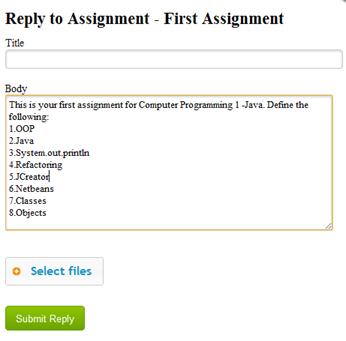 Reply to Assignment - First Assignment
Title
Body
This is your first assignment for Computer Programming 1 -Java. Define the
following:
1.OOP
2.Java
3.System.out.println
4.Refactoring
5.JCreator
6.Netbeans
7.Classes
8.Objects
Select files
Submit Reply